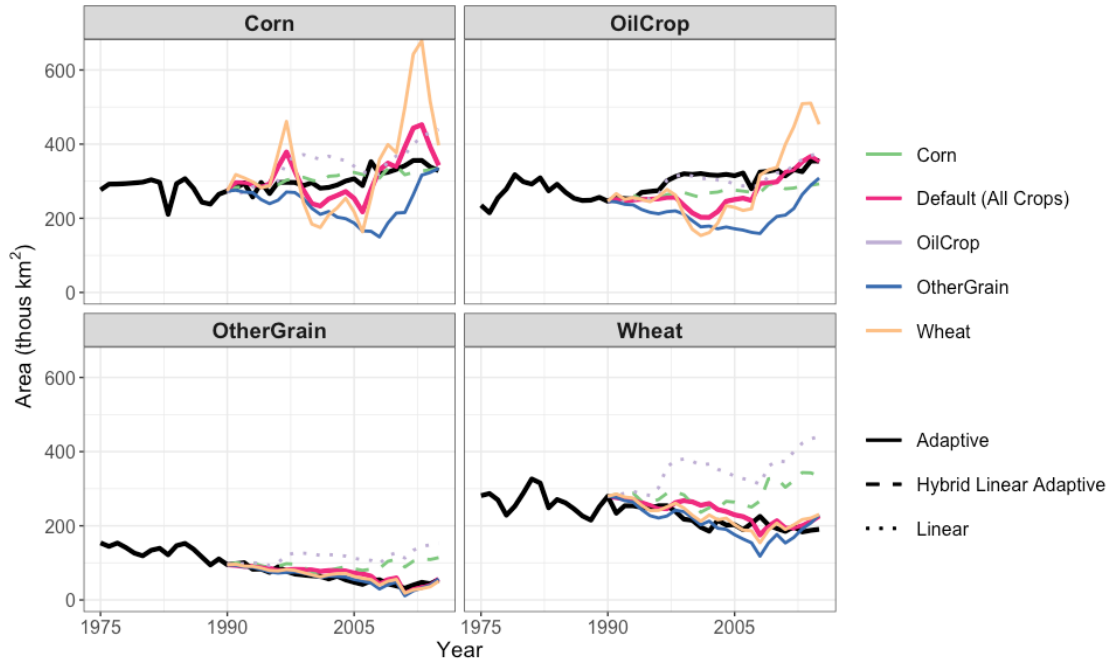 Corn
OilCrop
600
400
200
0
OtherGrain
Wheat
600
400
200
0
1975
1990
2005
1975
1990
2005
Year
Area (thous km²)
Corn
Default (All Crops)
OilCrop
OtherGrain
Wheat
Adaptive
Hybrid Linear Adaptive
Linear